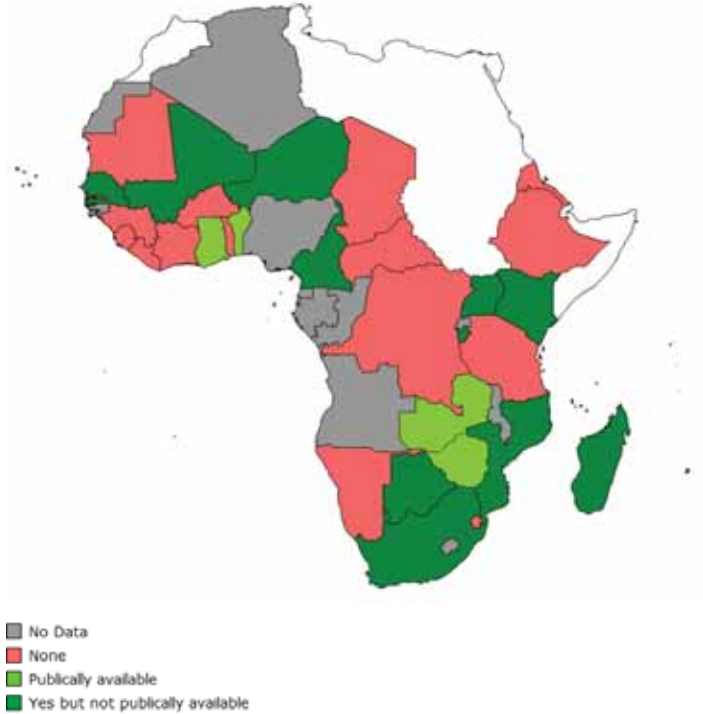 No Data
None
Publically available
Yes but not publically available